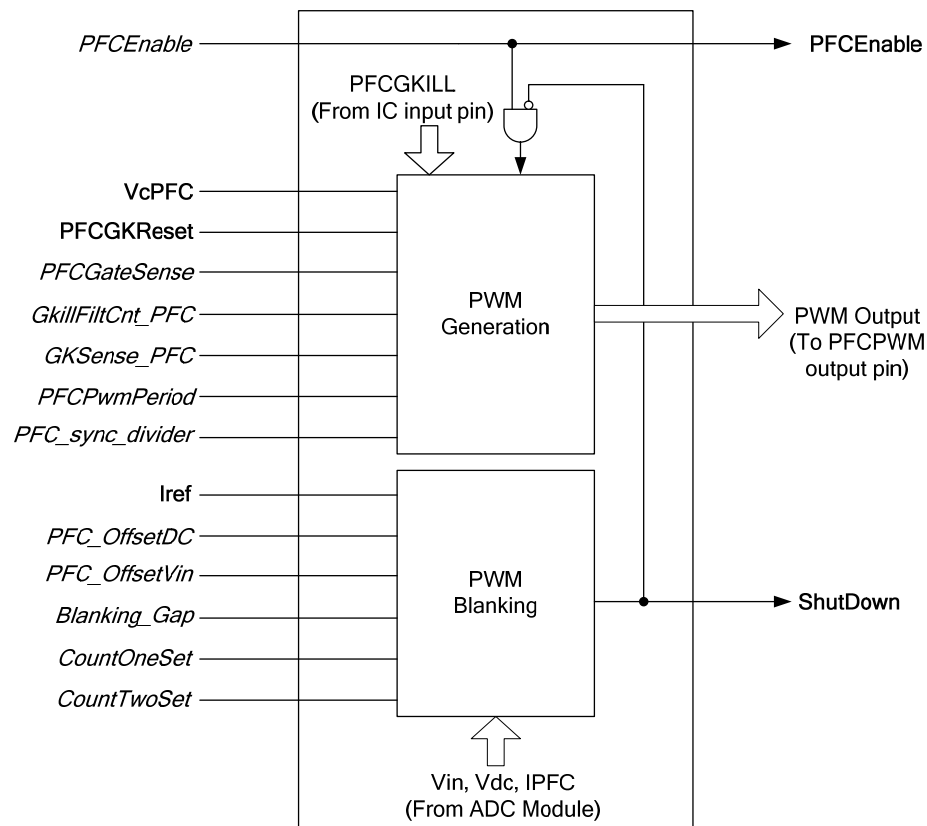 PFCEnable
PFCEnable
PFCGKILL
(From IC input pin)
VcPFC
PFCGKReset
PFCGateSense
GkillFiltCnt_PFC
GKSense_PFC
PFCPwmPeriod
PFC_sync_divider
PWM
Generation
PWM Output
(To PFCPWM
output pin)
Iref
PFC_OffsetDC
PFC_OffsetVin
Blanking_Gap
CountOneSet
CountTwoSet
PWM
Blanking
ShutDown
Vin, Vdc, IPFC
(From ADC Module)